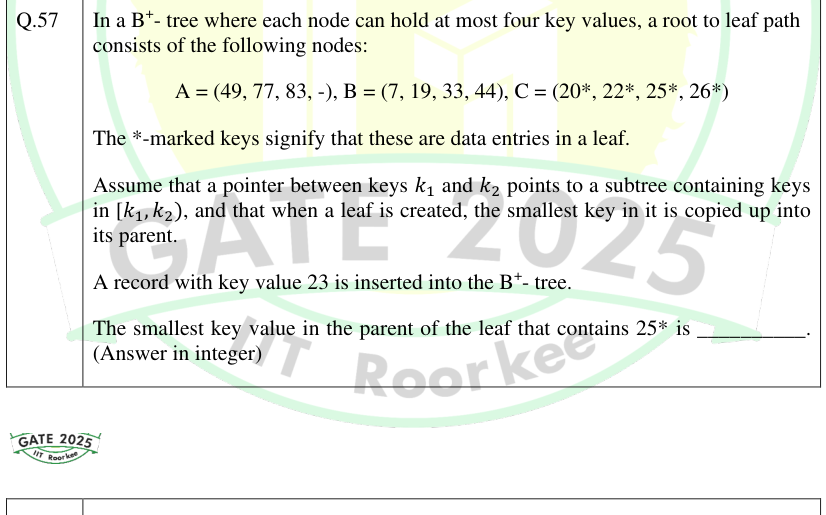 Q.57 In a B⁺- tree where each node can hold at most four key values, a root to leaf path
consists of the following nodes:
A = (49, 77, 83, -), B = (7, 19, 33, 44), C = (20*, 22*, 25*, 26*)
The *-marked keys signify that these are data entries in a leaf.
Assume that a pointer between keys k₁ and k₂ points to a subtree containing keys
in [k₁, k₂), and that when a leaf is created, the smallest key in it is copied up into
its parent.
A record with key value 23 is inserted into the B⁺- tree.
The smallest key value in the parent of the leaf that contains 25* is __________.
(Answer in integer)
GATE 2025
IIT Roorkee
GATE 2025
IIT Roorkee